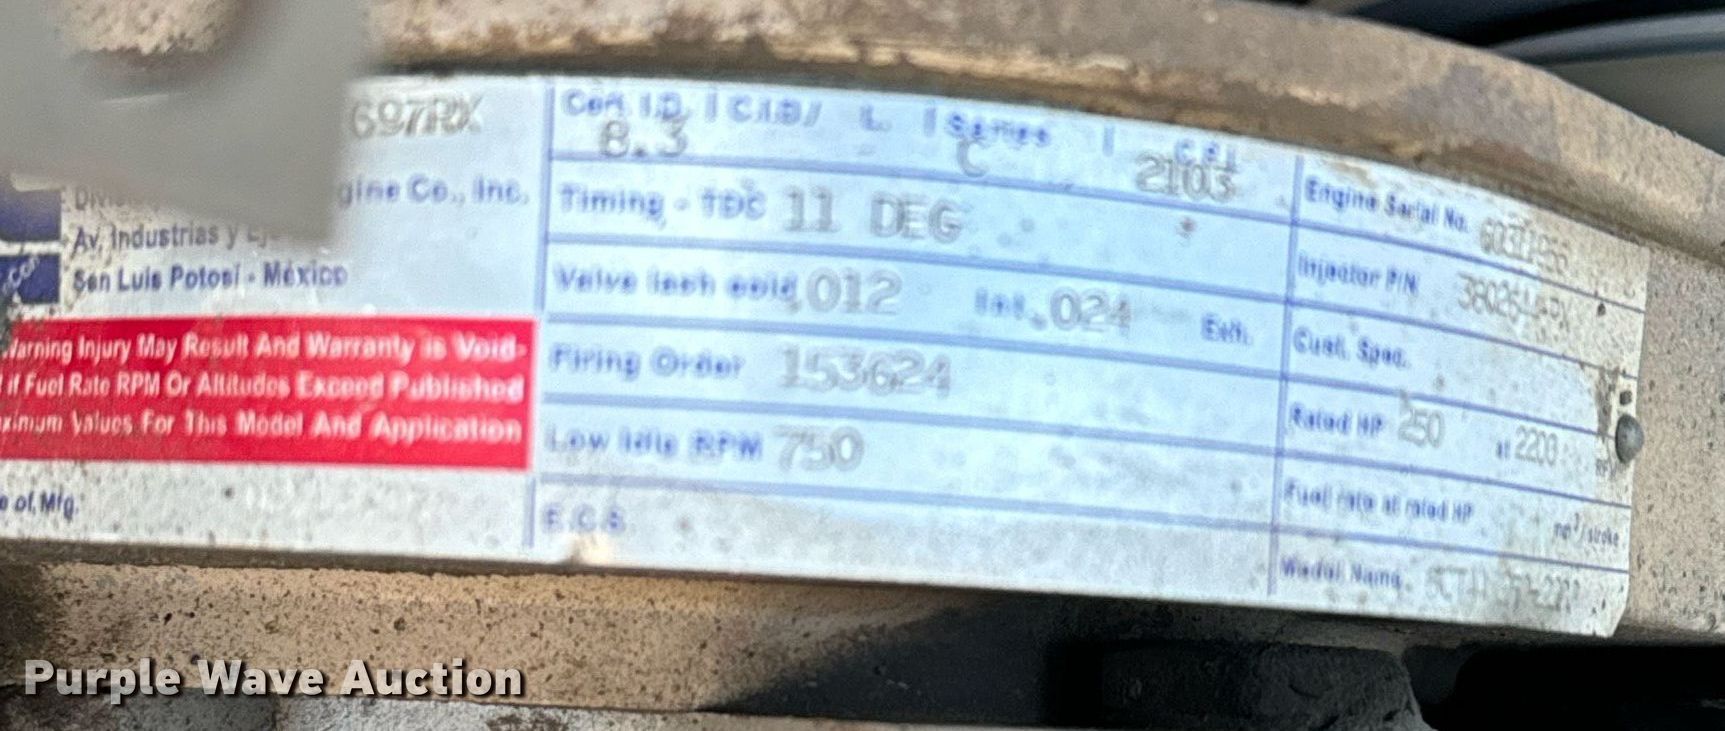 697RX
gine Co., Inc.
Av. Industrias y
San Luis Potosi - México
Warning Injury May Result And Warranty is Void
if Fuel Rate RPM Or Altitudes Exceed Published
ximum Values For This Model And Application
e of. Mfg.
C.I.D/ L. Series C.P.L
8.3 C 2103
Timing - TDC 11 DEG
Valve lash cold .012 Int. .024 Exh.
Firing Order 153624
Low Idle RPM 750
E.C.S.
Engine Serial No.
Injector P/N
Cust. Spec.
Rated HP 250 at 2200 RPM
Fuel rate at rated HP mm³/stroke
Model Name
Purple Wave Auction